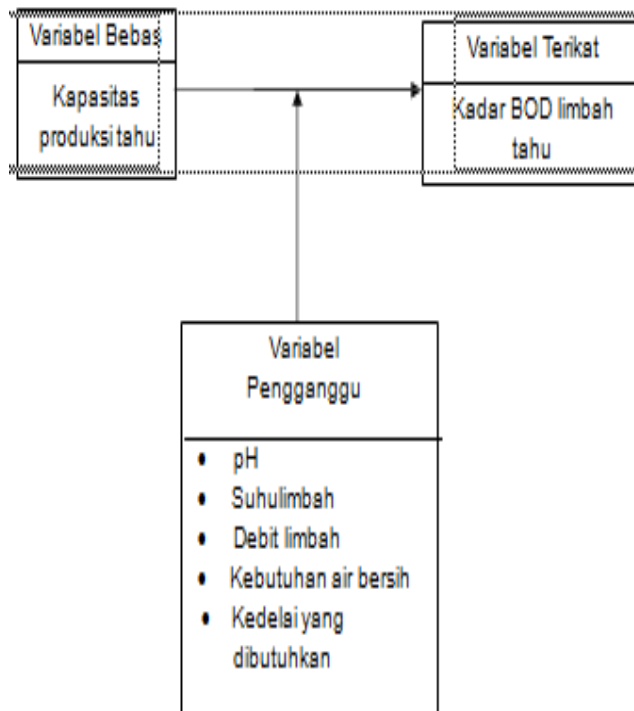 Variabel Bebas
Kapasitas
produksi tahu
Variabel Terikat
Kadar BOD limbah
tahu
Variabel
Pengganggu
• pH
• Suhulimbah
• Debit limbah
• Kebutuhan air bersih
• Kedelai yang
dibutuhkan